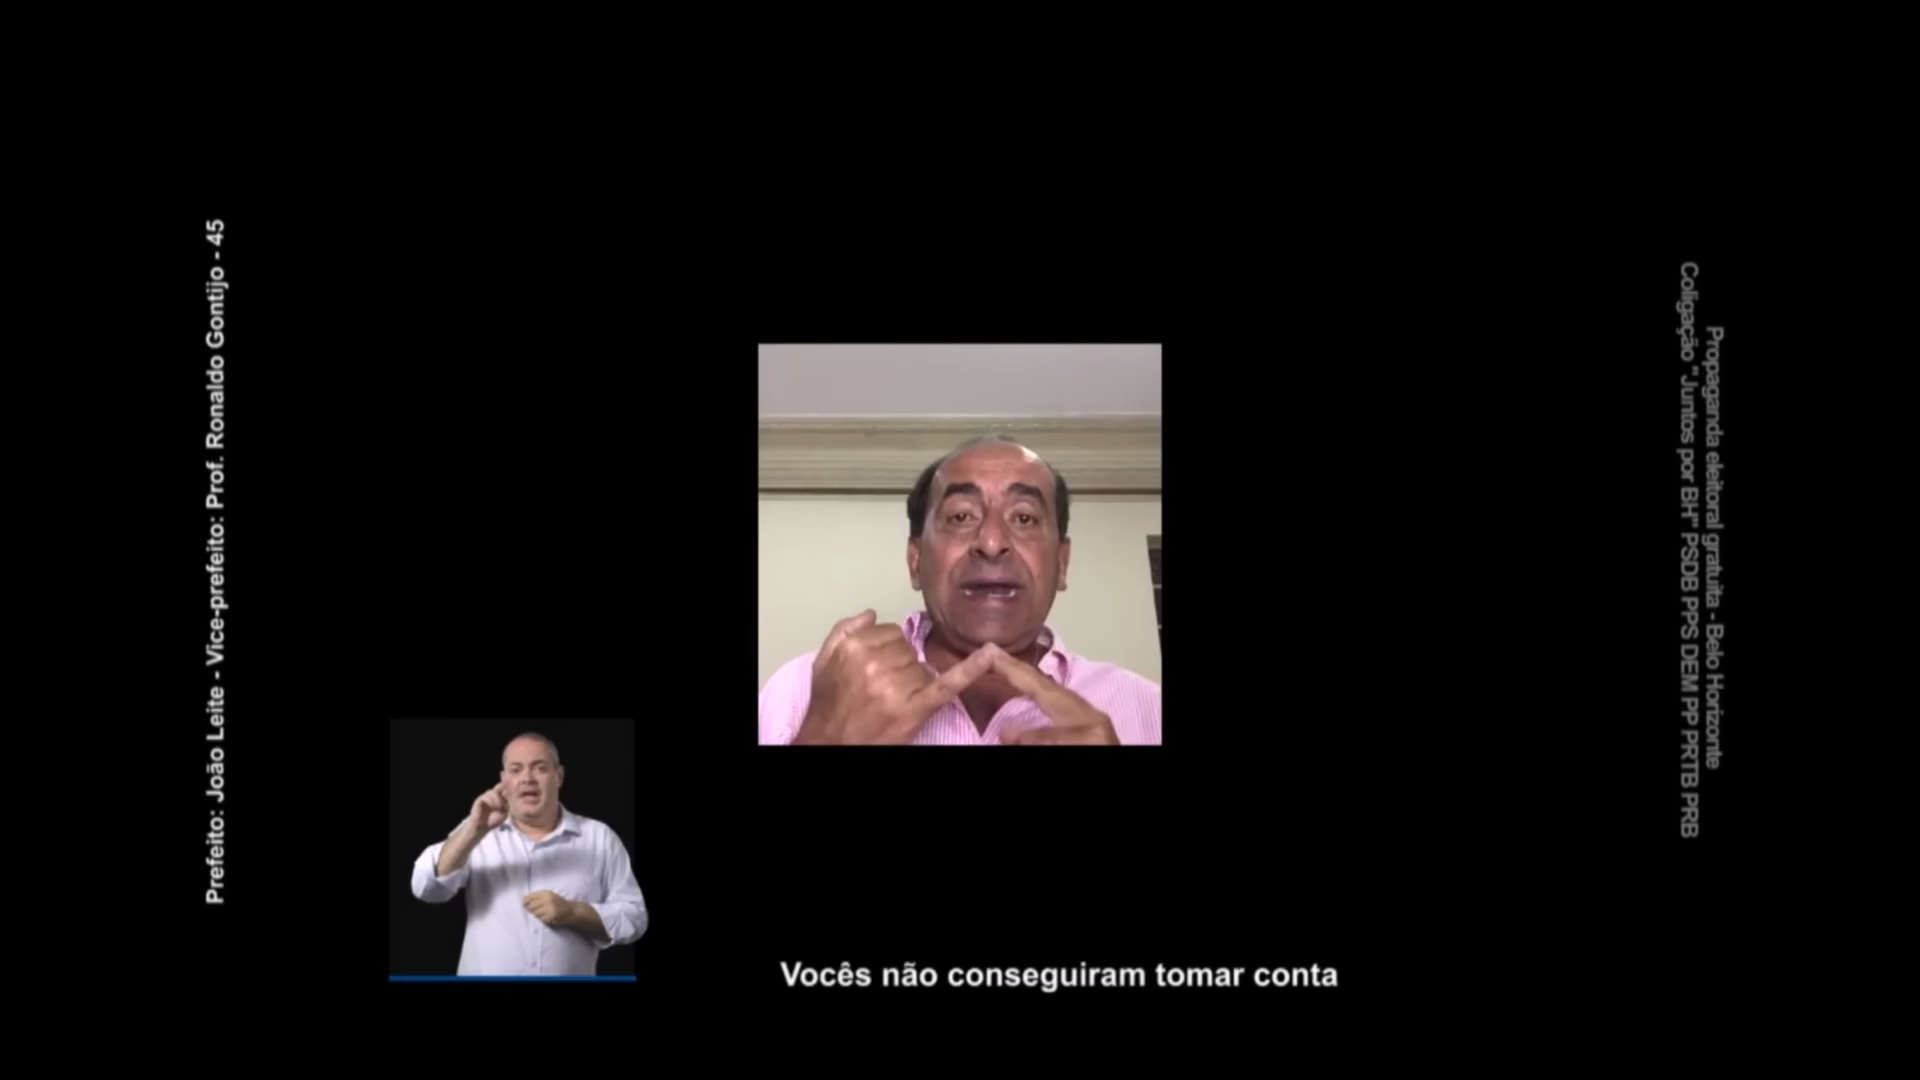 Prefeito: João Leite - Vice-prefeito: Prof. Ronaldo Gontijo - 45
Propaganda eleitoral gratuita - Belo Horizonte
Coligação "Juntos por BH" PSDB PPS DEM PP PRTB PRB
Vocês não conseguiram tomar conta